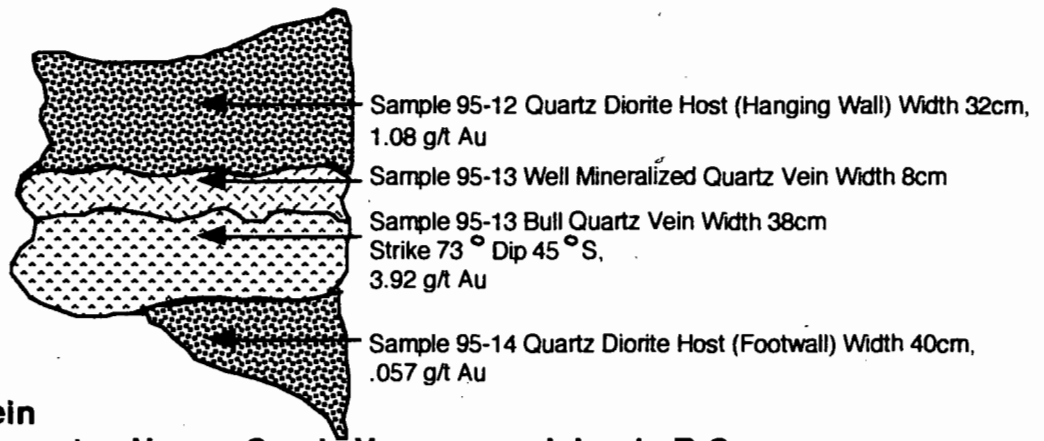 Sample 95-12 Quartz Diorite Host (Hanging Wall) Width 32cm,
1.08 g/t Au
Sample 95-13 Well Mineralized Quartz Vein Width 8cm
Sample 95-13 Bull Quartz Vein Width 38cm
Strike 73° Dip 45°S,
3.92 g/t Au
Sample 95-14 Quartz Diorite Host (Footwall) Width 40cm,
.057 g/t Au
ein